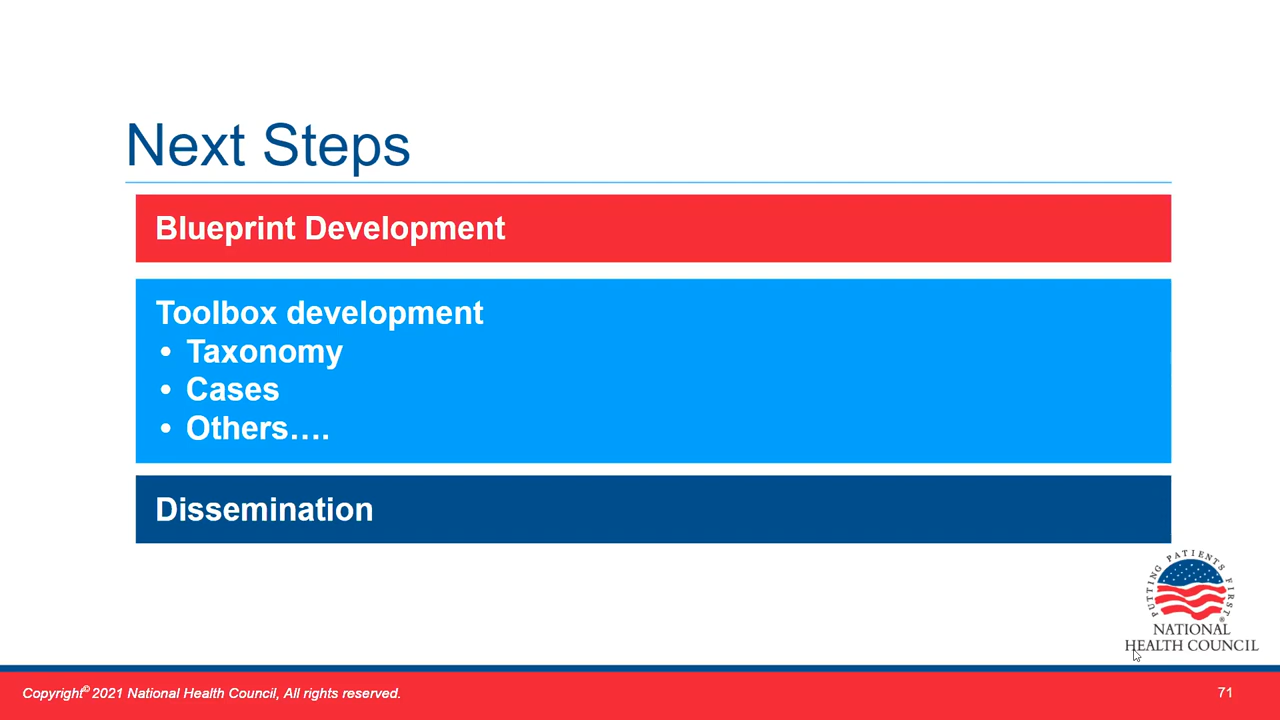 Next Steps
Blueprint Development
Toolbox development
• Taxonomy
• Cases
• Others….
Dissemination
PUTTING PATIENTS FIRST®
NATIONAL
HEALTH COUNCIL
Copyright© 2021 National Health Council, All rights reserved.
71